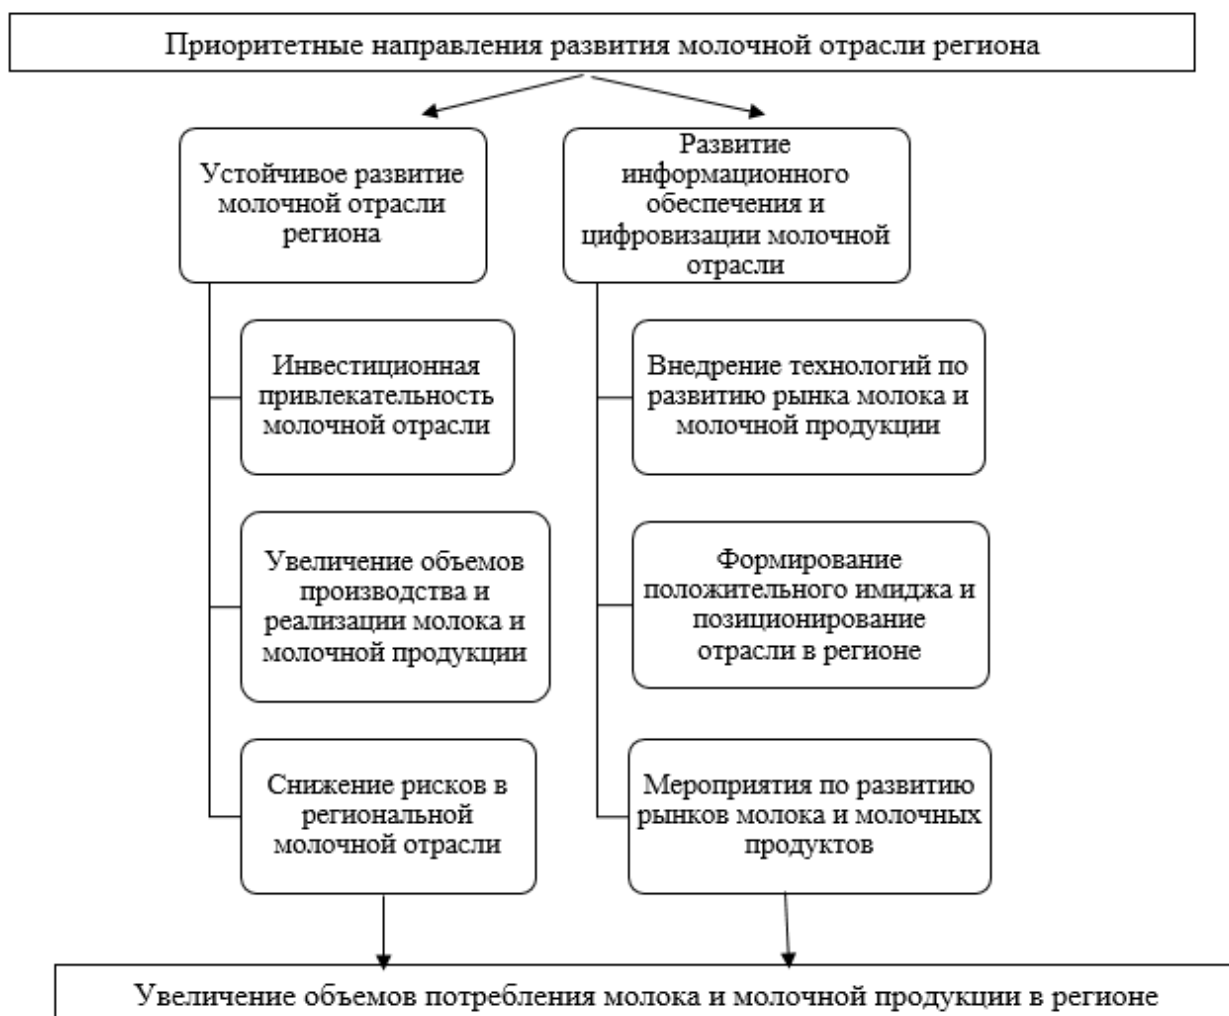 Приоритетные направления развития молочной отрасли региона
Устойчивое развитие
молочной отрасли
региона
Развитие
информационного
обеспечения и
цифровизации молочной
отрасли
Инвестиционная
привлекательность
молочной отрасли
Внедрение технологий по
развитию рынка молока и
молочной продукции
Увеличение объемов
производства и
реализации молока и
молочной продукции
Формирование
положительного имиджа и
позиционирование
отрасли в регионе
Снижение рисков в
региональной
молочной отрасли
Мероприятия по развитию
рынков молока и молочных
продуктов
Увеличение объемов потребления молока и молочной продукции в регионе